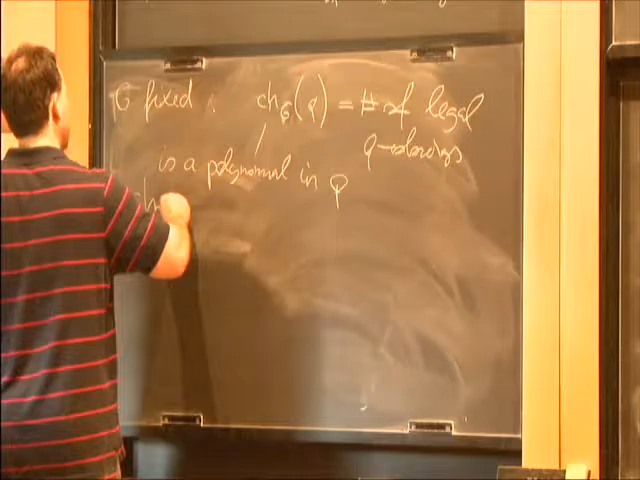 G fixed : ch_G(q) = # of legal
q-colorings
is a polynomial in q